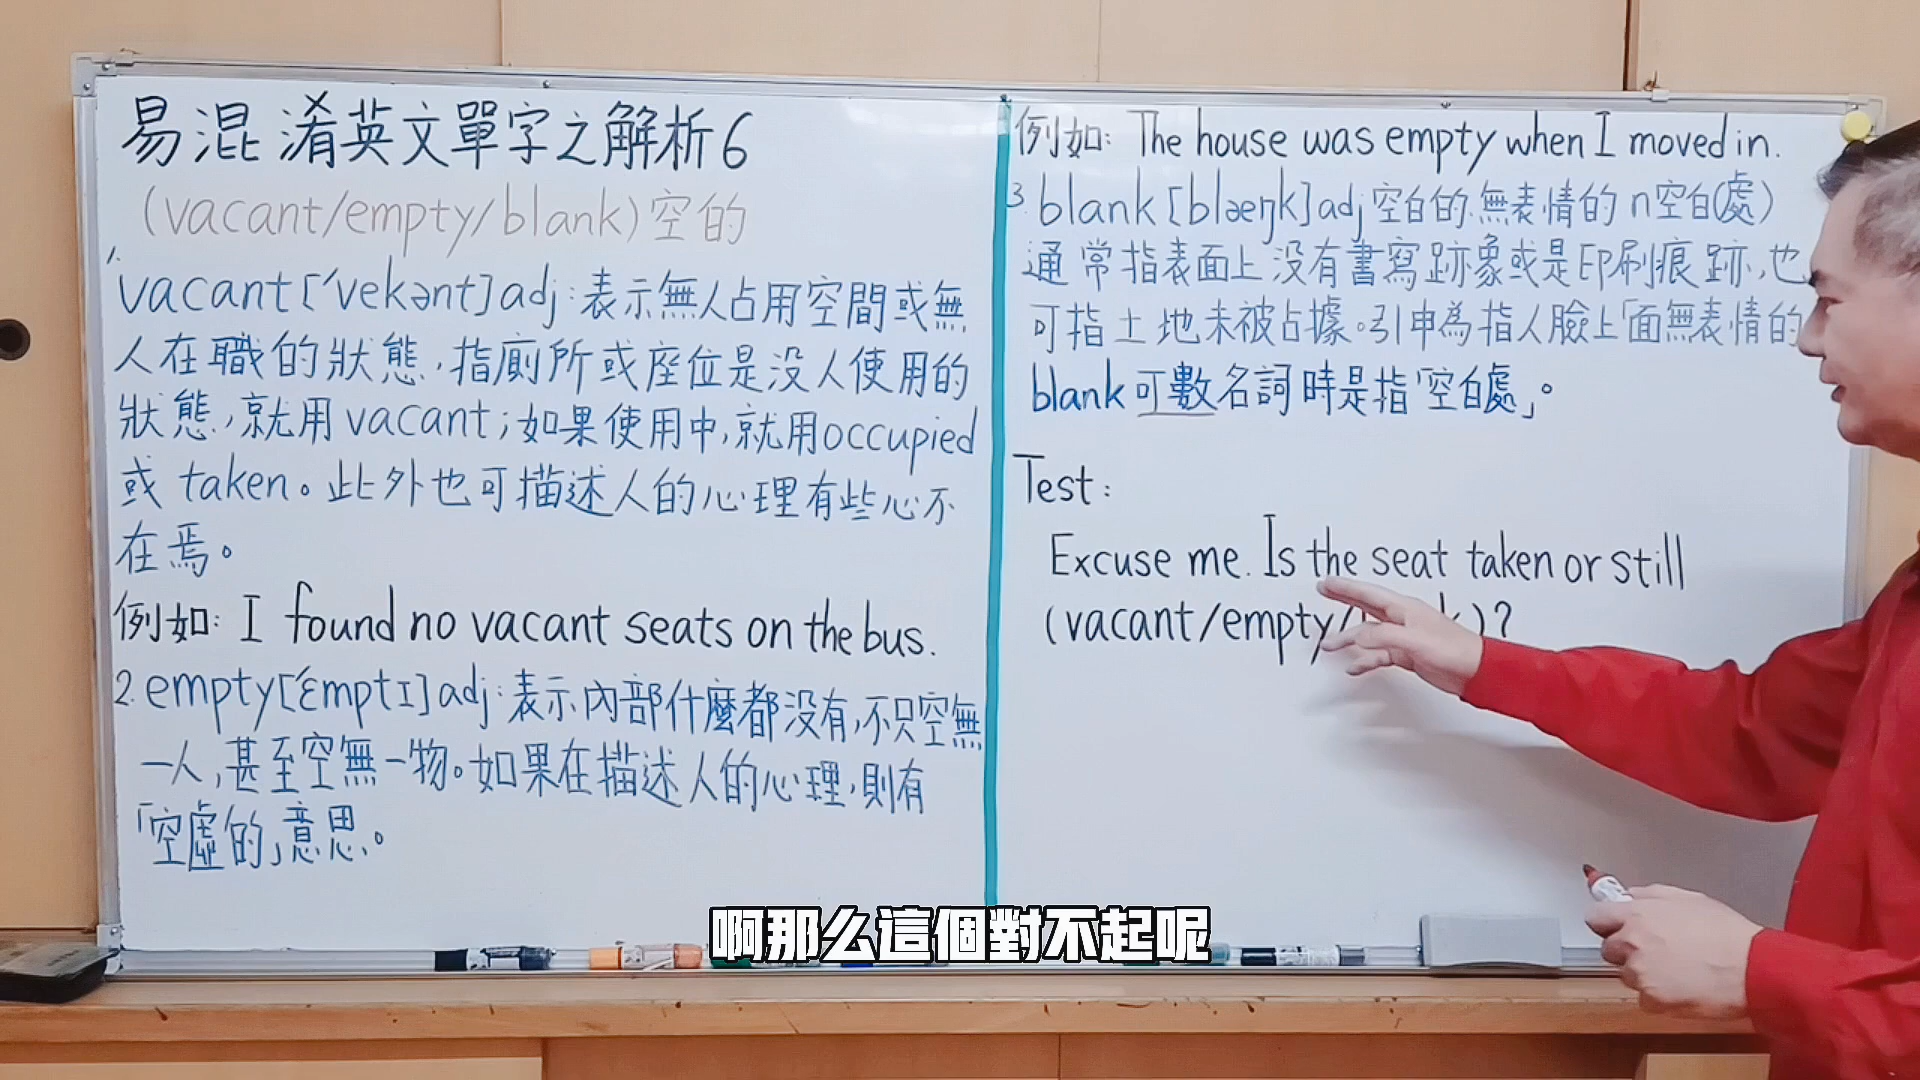 易混淆英文單字之解析6
(vacant/empty/blank)空的
1.
vacant[ˊvekənt]adj:表示無人占用空間或無
人在職的狀態,指廁所或座位是没人使用的
狀態,就用vacant;如果使用中,就用occupied
或 taken。此外也可描述人的心理有些心不
在焉。
例如: I found no vacant seats on the bus.
2.empty[ˊɛmptɪ]adj:表示內部什麼都没有,不只空無
一人,甚至空無一物。如果在描述人的心理,則有
「空虛的」意思。
例如: The house was empty when I moved in.
3.blank[blæŋk]adj空白的.無表情的 n空白(處)
通常指表面上没有書寫跡象或是印刷痕跡,也
可指土地未被占據。引申為指人臉上「面無表情的
blank可數名詞時是指「空白處」。
Test:
Excuse me. Is the seat taken or still
(vacant/empty/ )?
啊那么這個對不起呢